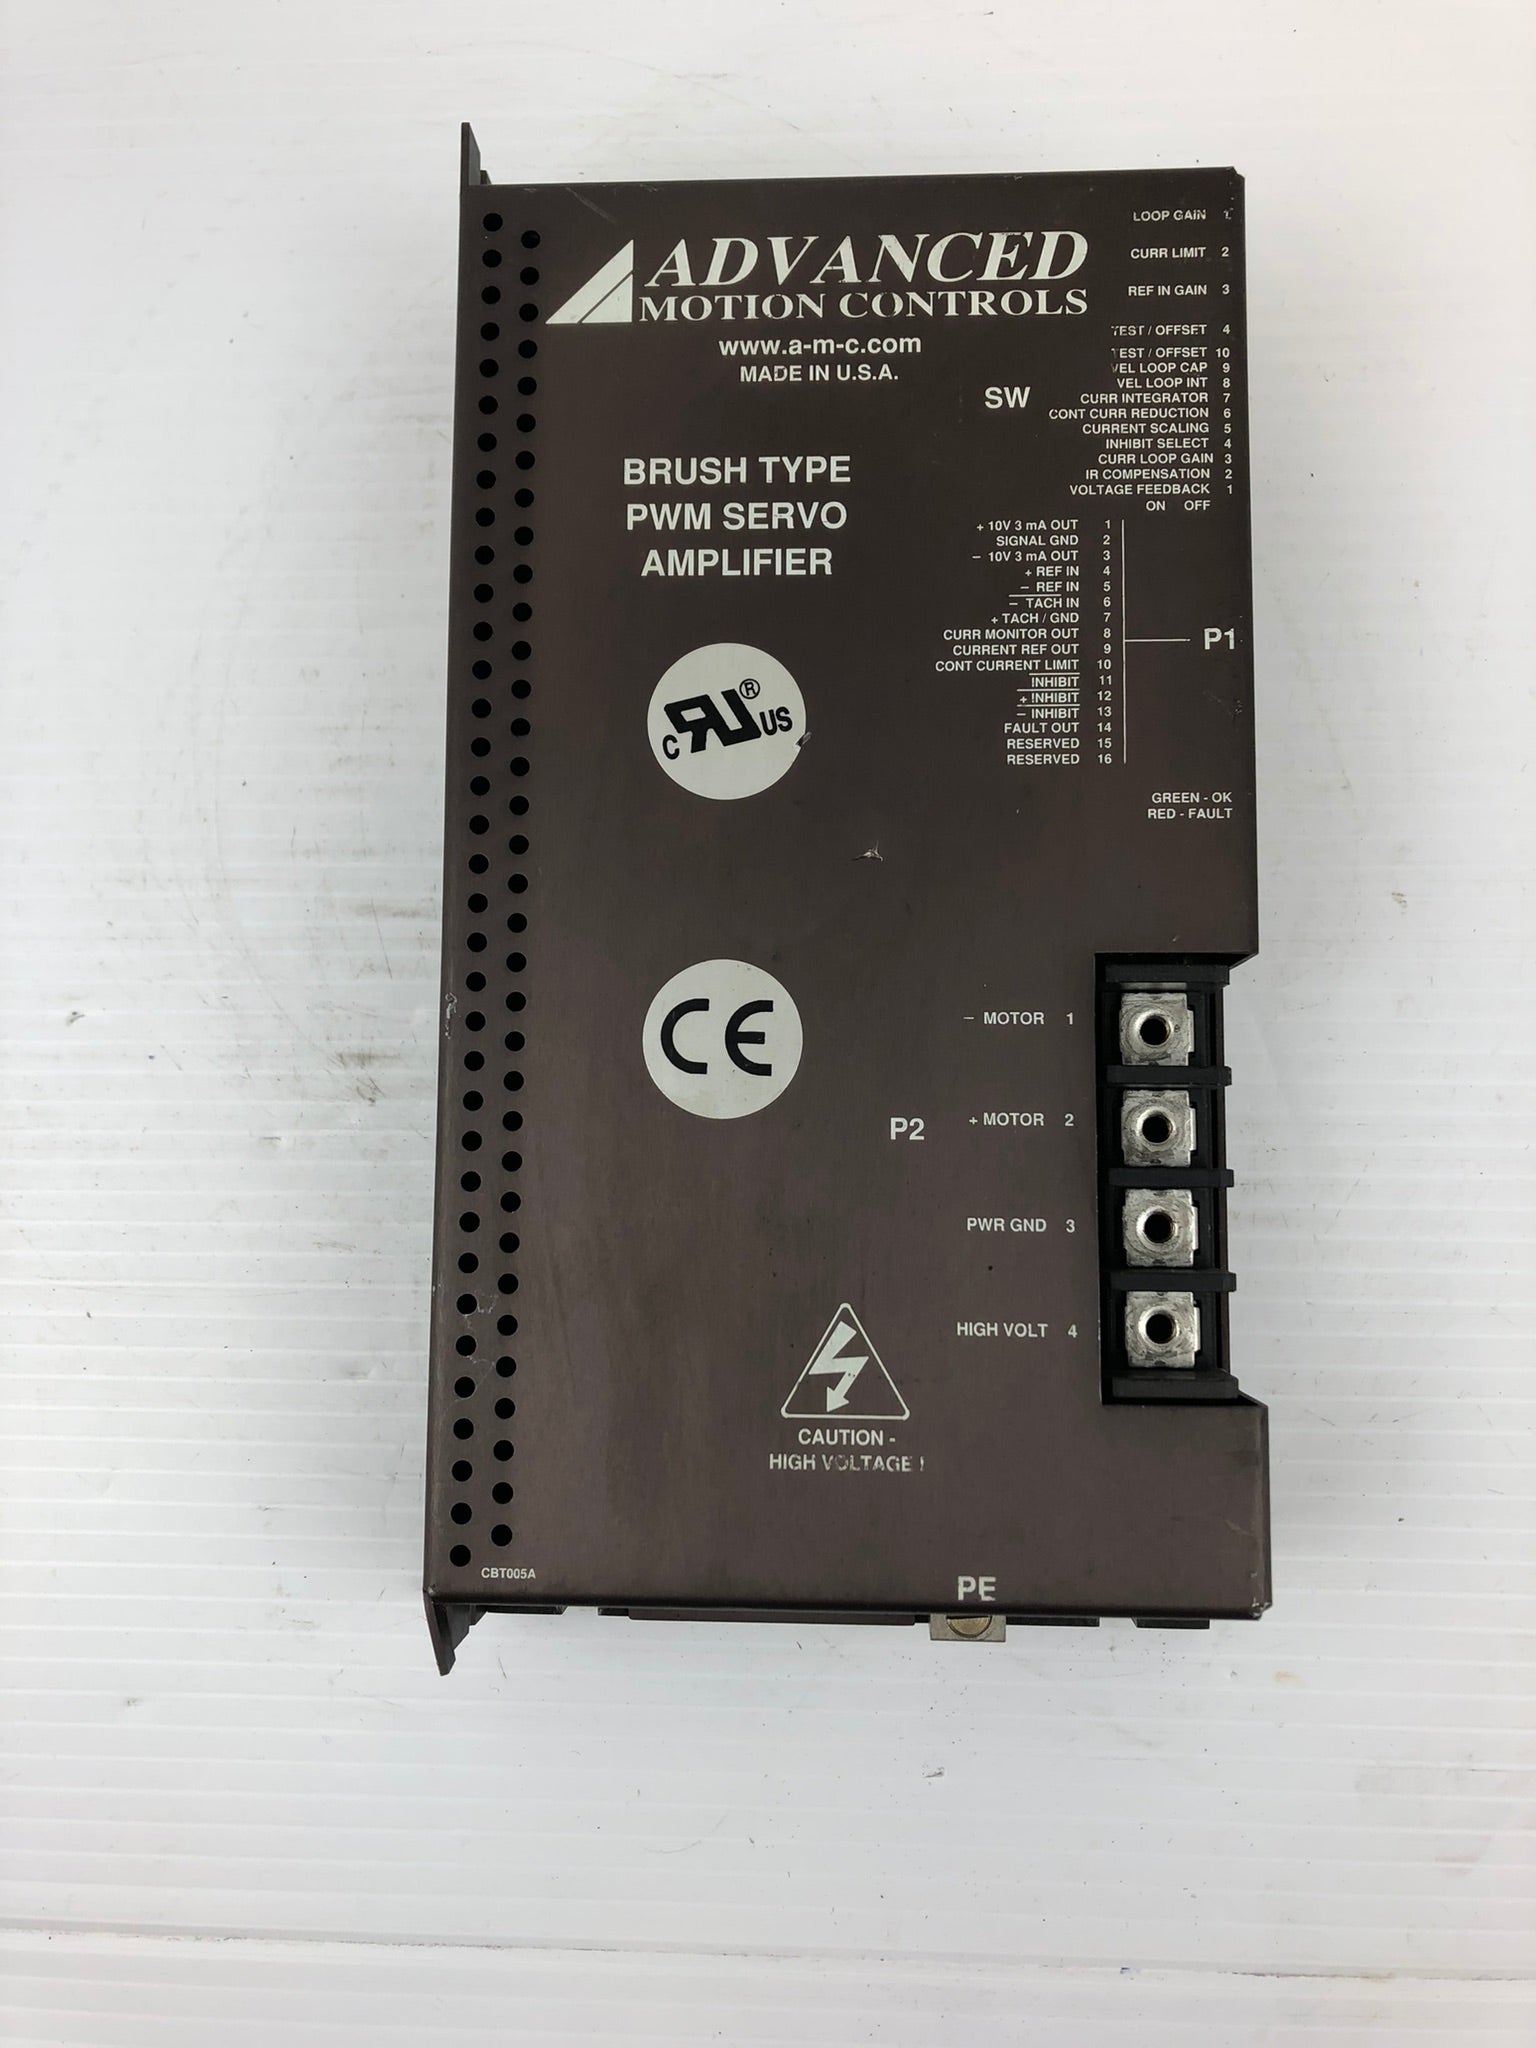 ADVANCED
MOTION CONTROLS
www.a-m-c.com
MADE IN U.S.A.
BRUSH TYPE
PWM SERVO
AMPLIFIER
LOOP GAIN 1
CURR LIMIT 2
REF IN GAIN 3
TEST / OFFSET 4
SW
TEST / OFFSET 10
VEL LOOP CAP 9
VEL LOOP INT 8
CURR INTEGRATOR 7
CONT CURR REDUCTION 6
CURRENT SCALING 5
INHIBIT SELECT 4
CURR LOOP GAIN 3
IR COMPENSATION 2
VOLTAGE FEEDBACK 1
ON OFF
+ 10V 3 mA OUT 1
SIGNAL GND 2
– 10V 3 mA OUT 3
+ REF IN 4
– REF IN 5
– TACH IN 6
+ TACH / GND 7
CURR MONITOR OUT 8
CURRENT REF OUT 9
CONT CURRENT LIMIT 10
INHIBIT 11
+ INHIBIT 12
– INHIBIT 13
FAULT OUT 14
RESERVED 15
RESERVED 16
P1
GREEN - OK
RED - FAULT
C RU ® US
CE
P2
– MOTOR 1
+ MOTOR 2
PWR GND 3
HIGH VOLT 4
CAUTION -
HIGH VOLTAGE !
CBT005A
PE